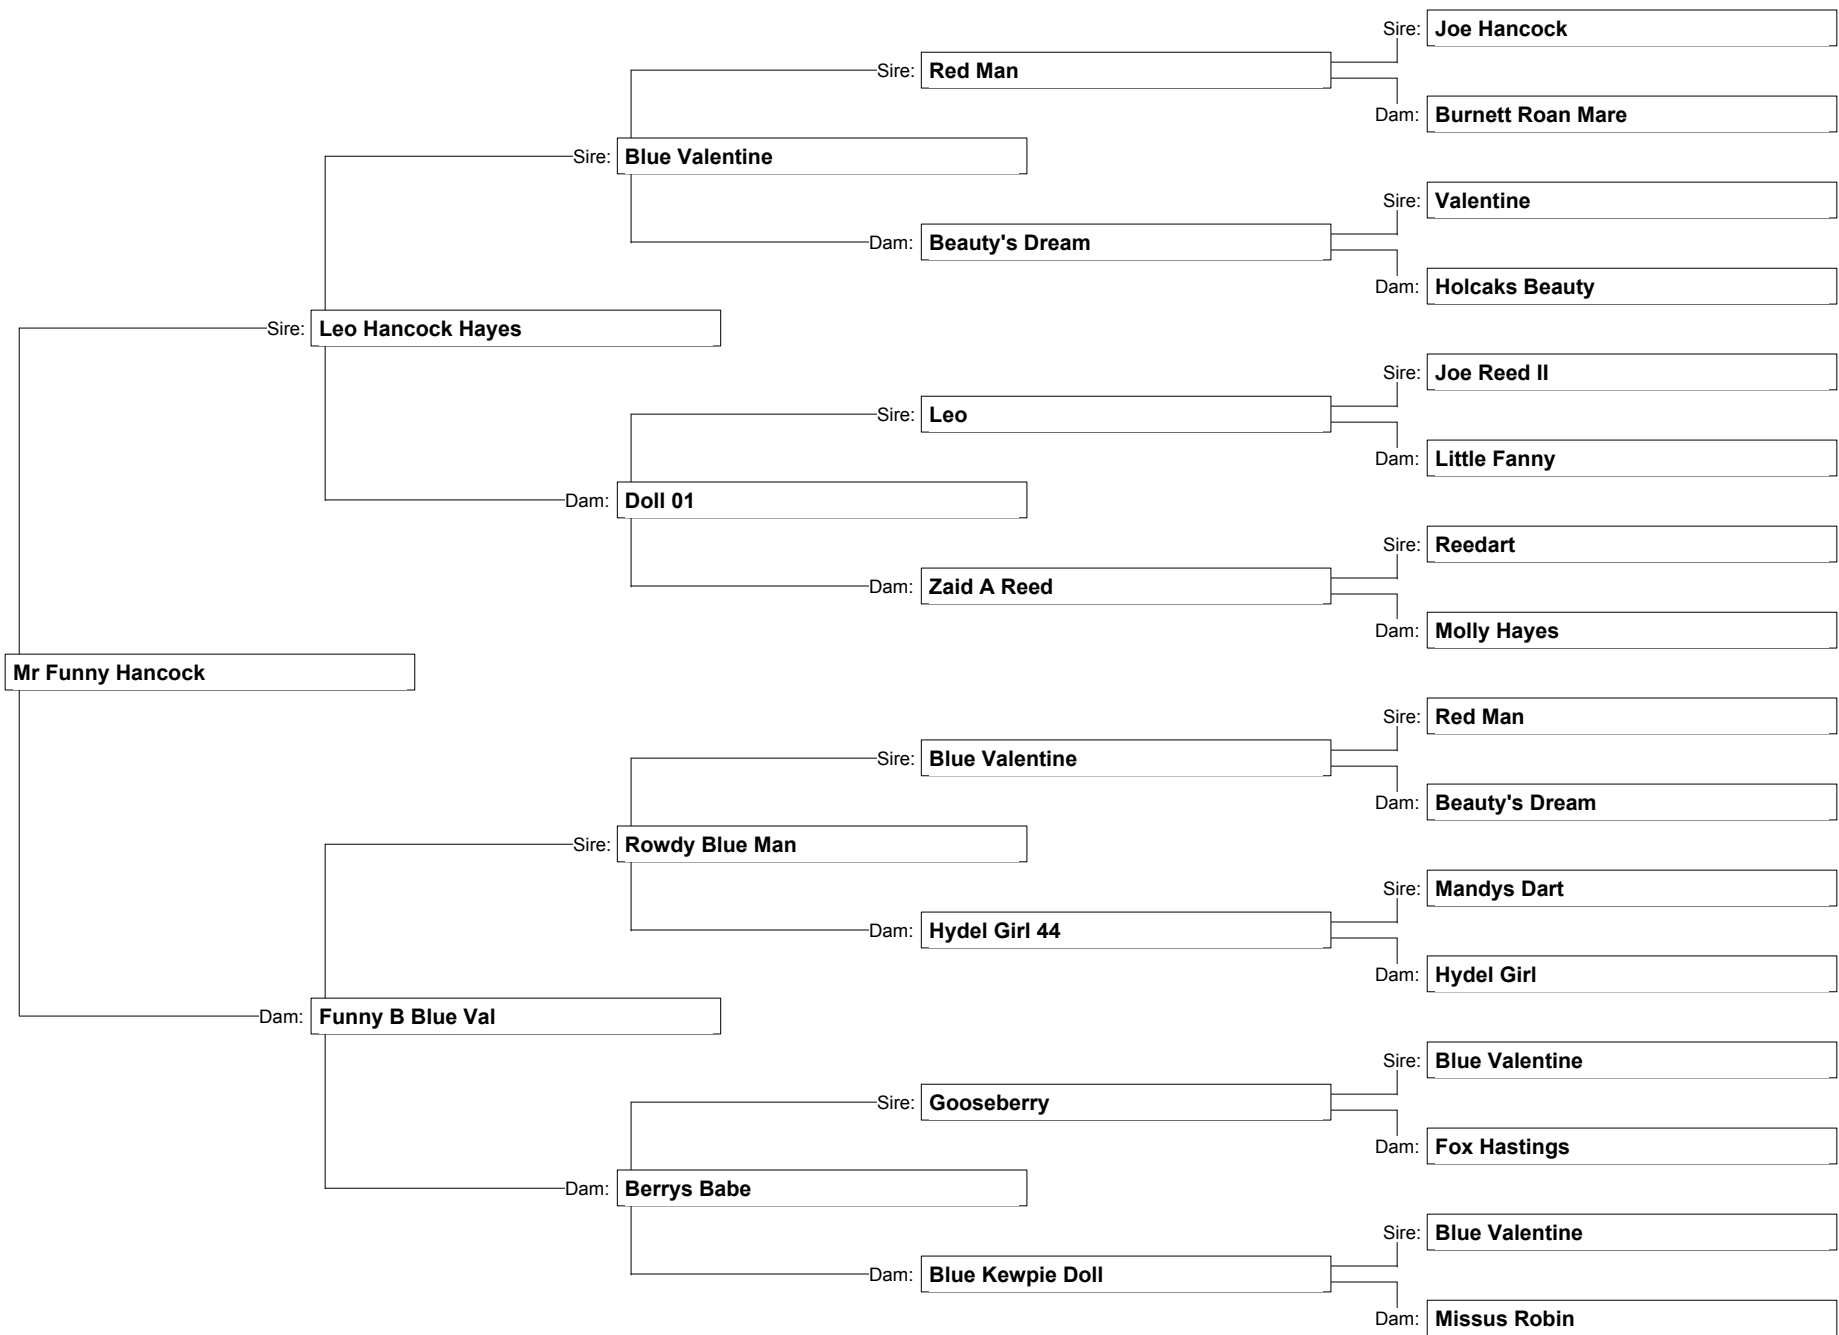 Sire: Joe Hancock
Sire: Red Man
Dam: Burnett Roan Mare
Sire: Blue Valentine
Sire: Valentine
Dam: Beauty's Dream
Dam: Holcaks Beauty
Sire: Leo Hancock Hayes
Sire: Joe Reed II
Sire: Leo
Dam: Little Fanny
Dam: Doll 01
Sire: Reedart
Dam: Zaid A Reed
Dam: Molly Hayes
Mr Funny Hancock
Sire: Red Man
Sire: Blue Valentine
Dam: Beauty's Dream
Sire: Rowdy Blue Man
Sire: Mandys Dart
Dam: Hydel Girl 44
Dam: Hydel Girl
Dam: Funny B Blue Val
Sire: Blue Valentine
Sire: Gooseberry
Dam: Fox Hastings
Dam: Berrys Babe
Sire: Blue Valentine
Dam: Blue Kewpie Doll
Dam: Missus Robin